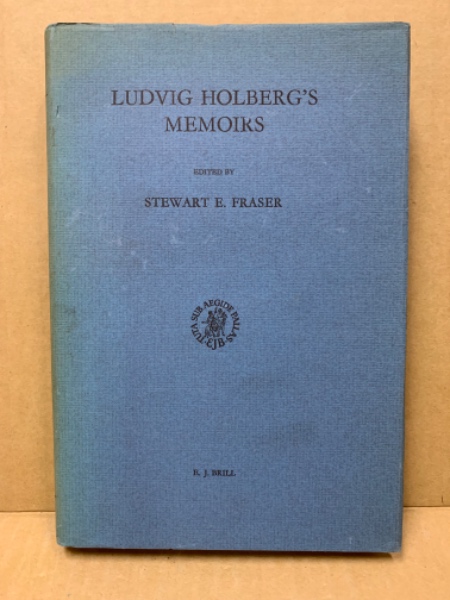 LUDVIG HOLBERG'S
MEMOIRS
EDITED BY
STEWART E. FRASER
TUTA SUB AEGIDE PALLAS
EJB
E. J. BRILL